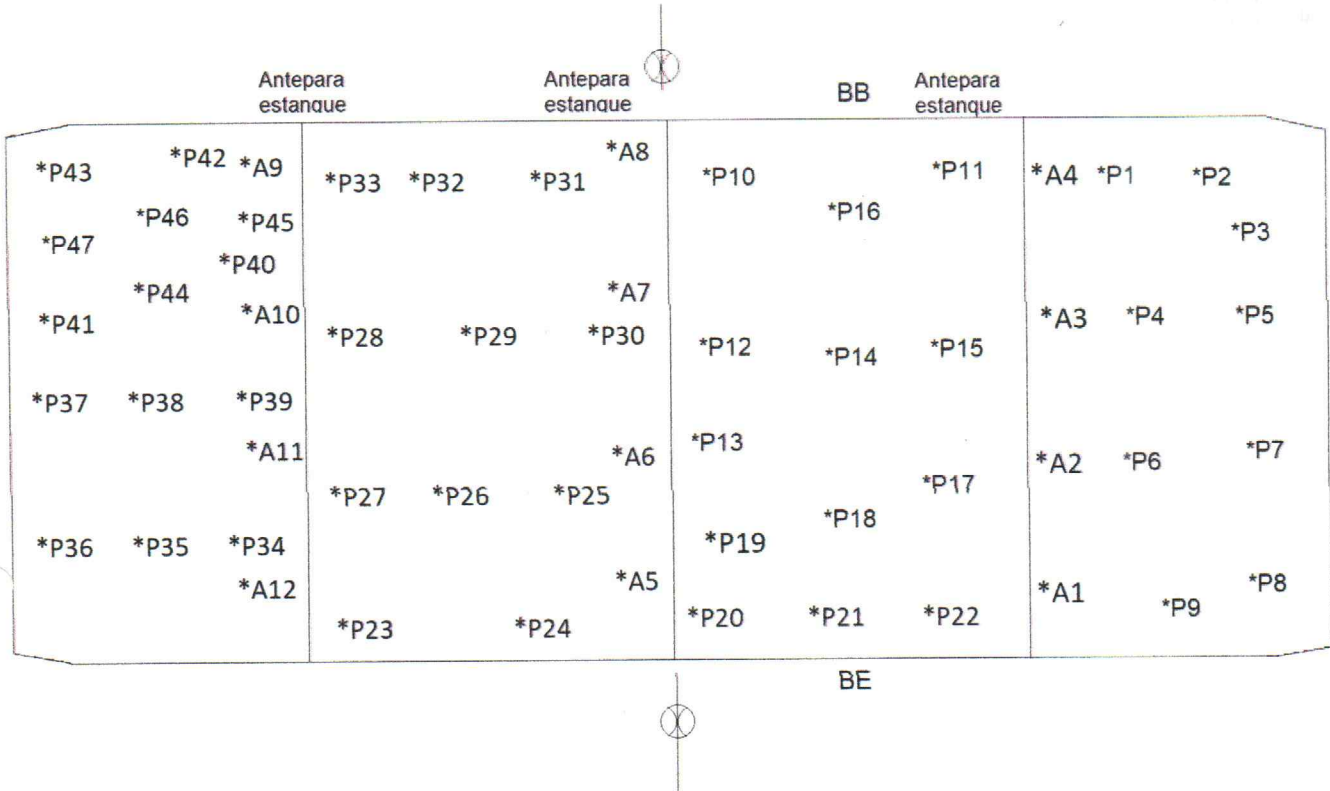 Antepara
estanque
Antepara
estanque
BB
Antepara
estanque
*P43
*P42
*A9
*P46
*P45
*P47
*P40
*P44
*A10
*P41
*P37
*P38
*P39
*A11
*P36
*P35
*P34
*A12
*P33
*P32
*P31
*A8
*A7
*P28
*P29
*P30
*A6
*P27
*P26
*P25
*A5
*P23
*P24
*P10
*P11
*P16
*P12
*P14
*P15
*P13
*P17
*P18
*P19
*P20
*P21
*P22
*A4
*P1
*P2
*P3
*A3
*P4
*P5
*A2
*P6
*P7
*A1
*P9
*P8
BE